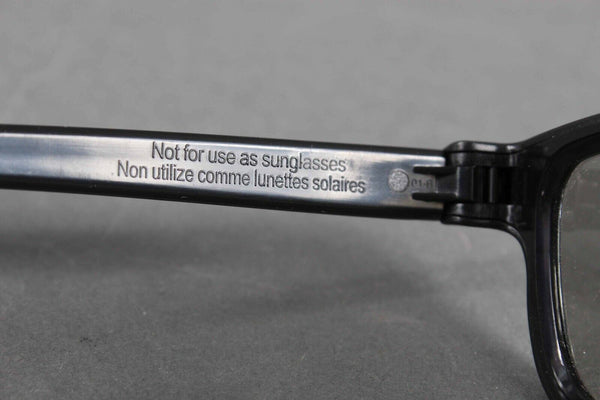 Not for use as sunglasses
Non utilize comme lunettes solaires